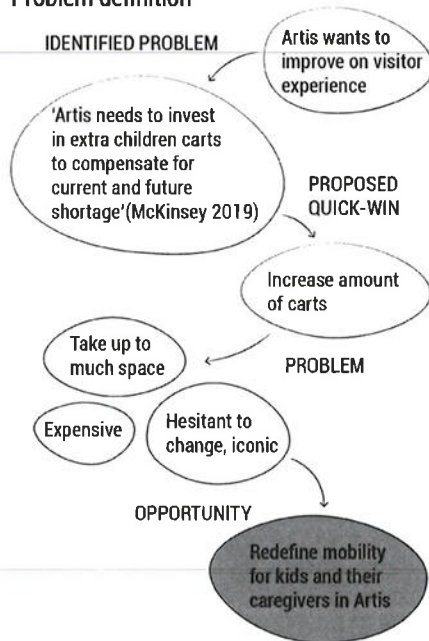 Problem definition
IDENTIFIED PROBLEM
Artis wants to
improve on visitor
experience
'Artis needs to invest
in extra children carts
to compensate for
current and future
shortage'(McKinsey 2019)
PROPOSED
QUICK-WIN
Increase amount
of carts
PROBLEM
Take up to
much space
Expensive
Hesitant to
change, iconic
OPPORTUNITY
Redefine mobility
for kids and their
caregivers in Artis